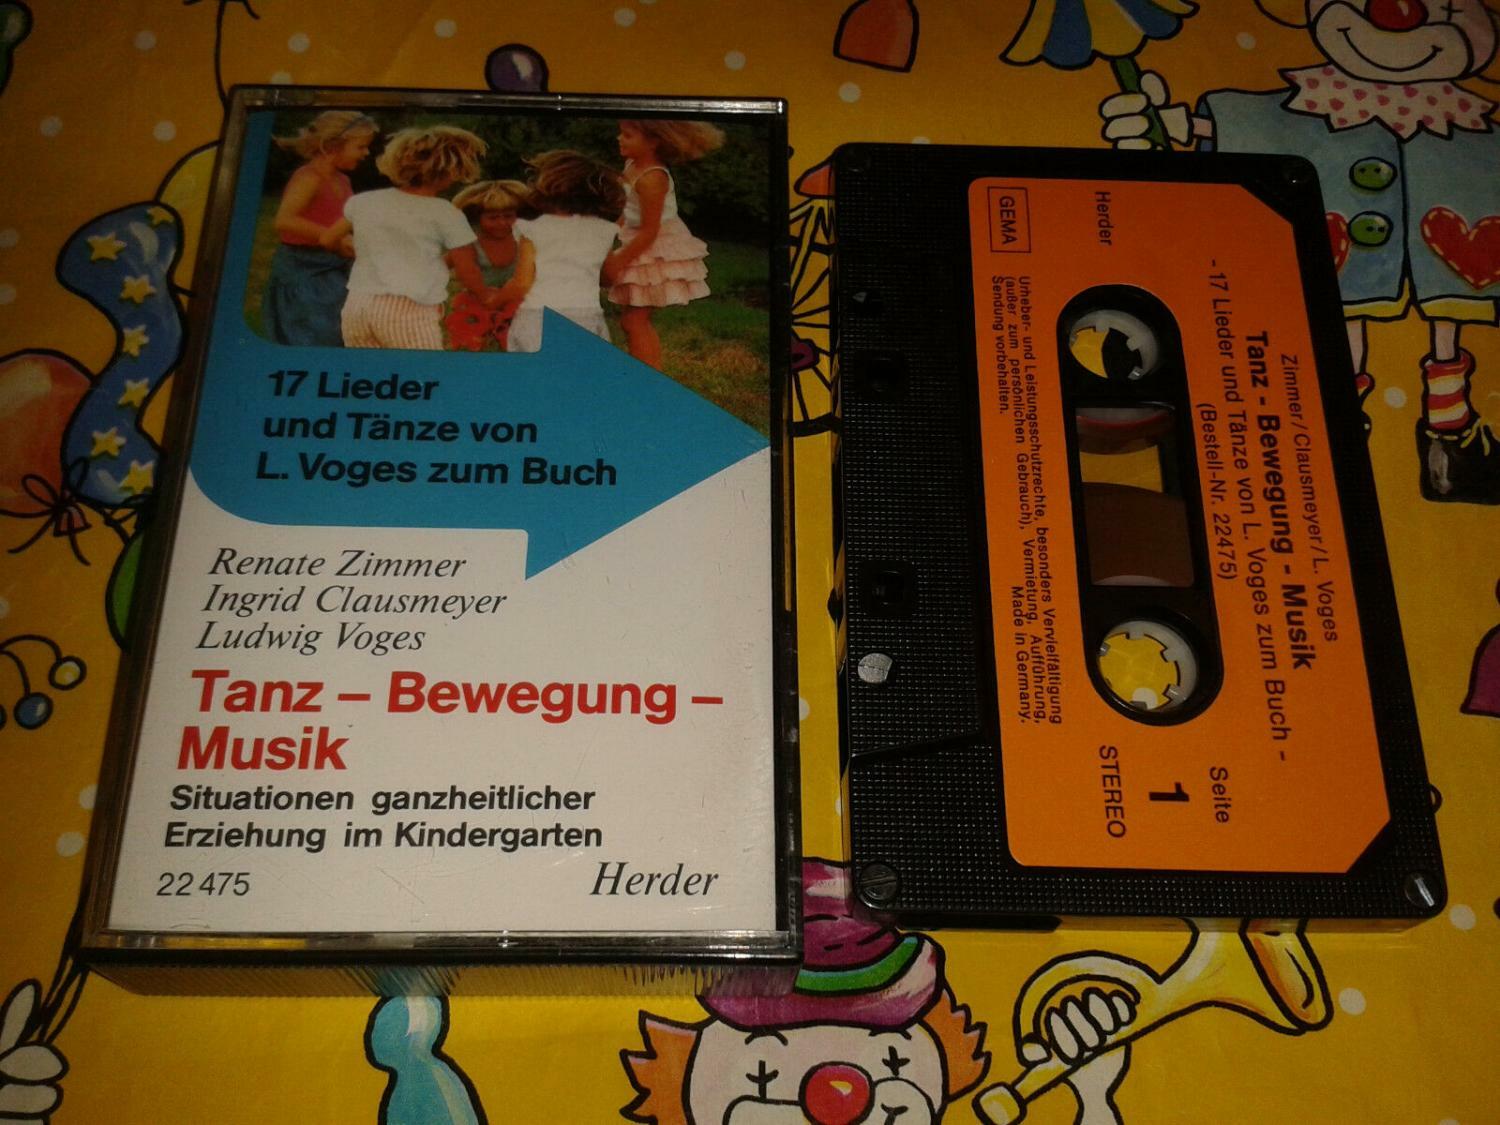 17 Lieder
und Tänze von
L. Voges zum Buch
Renate Zimmer
Ingrid Clausmeyer
Ludwig Voges
Tanz – Bewegung –
Musik
Situationen ganzheitlicher
Erziehung im Kindergarten
22 475
Herder
Zimmer/Clausmeyer/L. Voges
Tanz - Bewegung - Musik
- 17 Lieder und Tänze von L. Voges zum Buch -
(Bestell-Nr. 22475)
Herder
Seite
1
STEREO
GEMA
Urheber- und Leistungsschutzrechte, besonders Vervielfältigung
(außer zum persönlichen Gebrauch), Vermietung, Aufführung,
Sendung vorbehalten. Made in Germany.